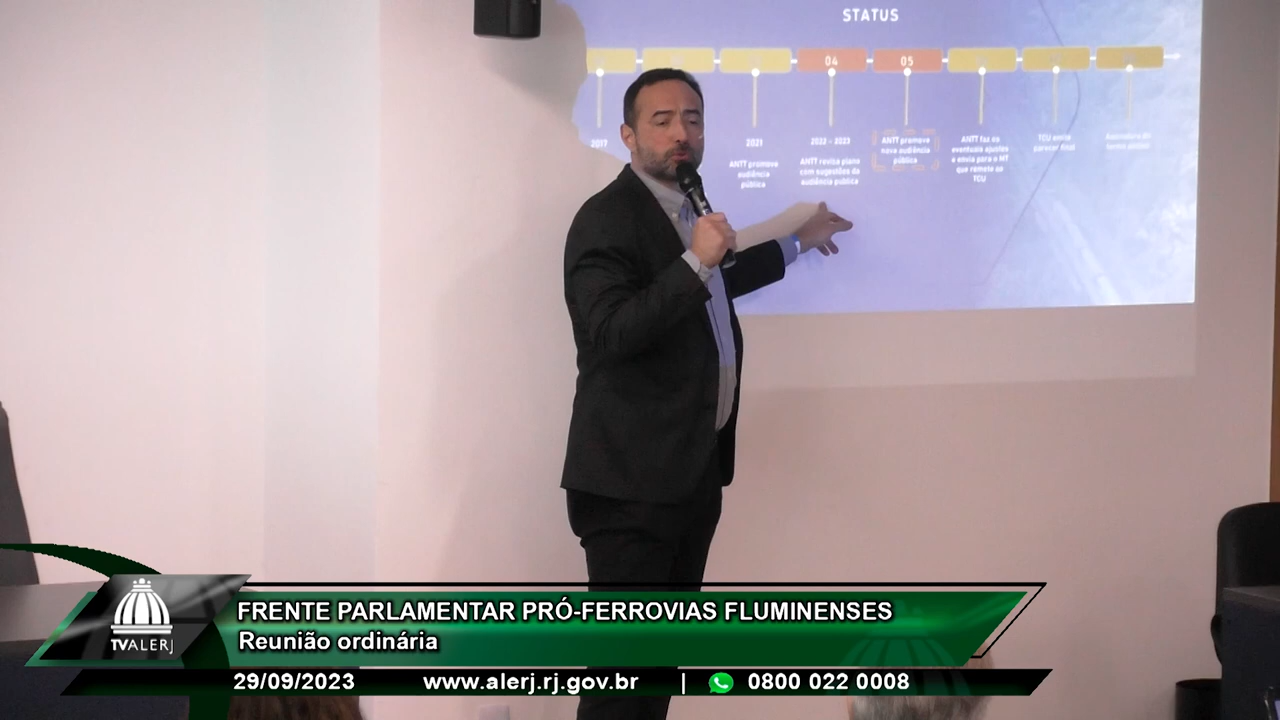 STATUS
04
05
2017
2021
2022 - 2023
ANTT promove
audiência
pública
ANTT revisa plano
com sugestões da
audiência pública
ANTT promove
nova audiência
pública
ANTT faz os
eventuais ajustes
e envia para o MT
que remete ao
TCU
TCU envia
parecer final
FRENTE PARLAMENTAR PRÓ-FERROVIAS FLUMINENSES
Reunião ordinária
TVALERJ
29/09/2023 www.alerj.rj.gov.br | 0800 022 0008